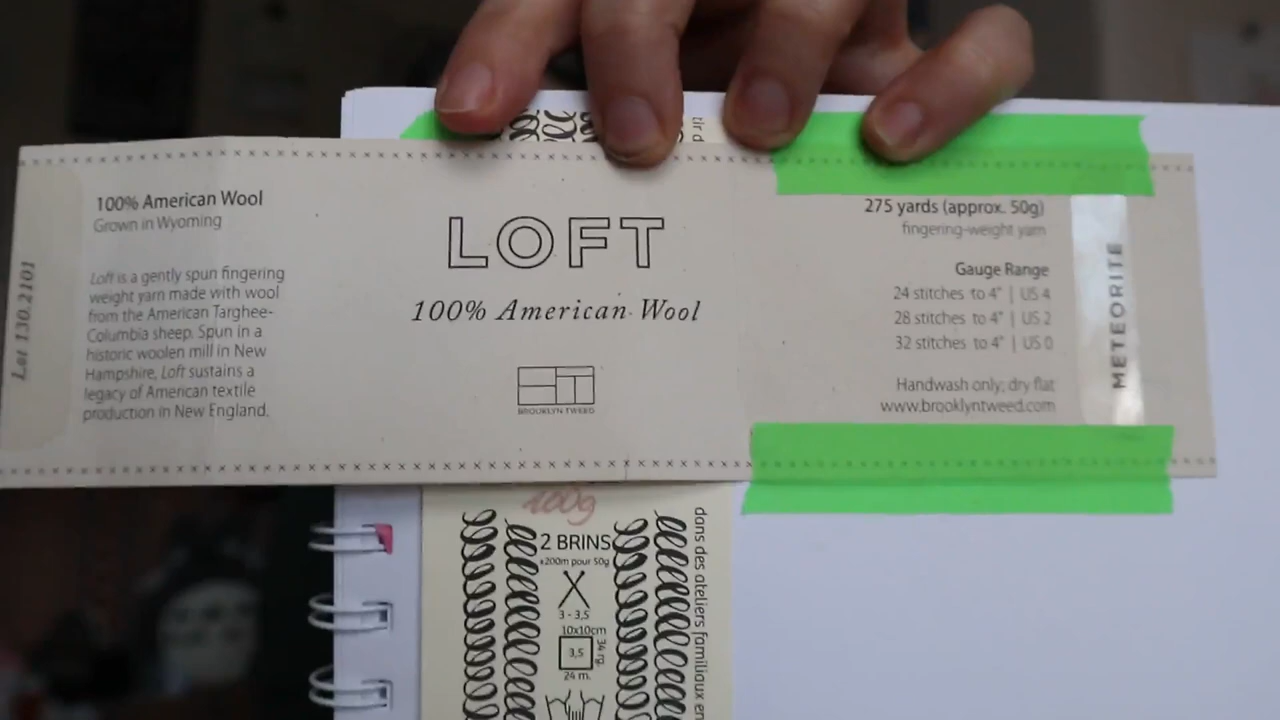 Lot 130.2101
100% American Wool
Grown in Wyoming
Loft is a gently spun fingering
weight yarn made with wool
from the American Targhee-
Columbia sheep. Spun in a
historic woolen mill in New
Hampshire, Loft sustains a
legacy of American textile
production in New England.
LOFT
100% American Wool
BROOKLYN TWEED
275 yards (approx. 50g)
fingering-weight yarn
Gauge Range
24 stitches to 4" | US 4
28 stitches to 4" | US 2
32 stitches to 4" | US 0
Handwash only; dry flat
www.brooklyntweed.com
METEORITE
100g
2 BRINS
±200m pour 50g
3 - 3,5
10x10cm
3,5
34 rg.
24 m.
dans des ateliers familiaux en